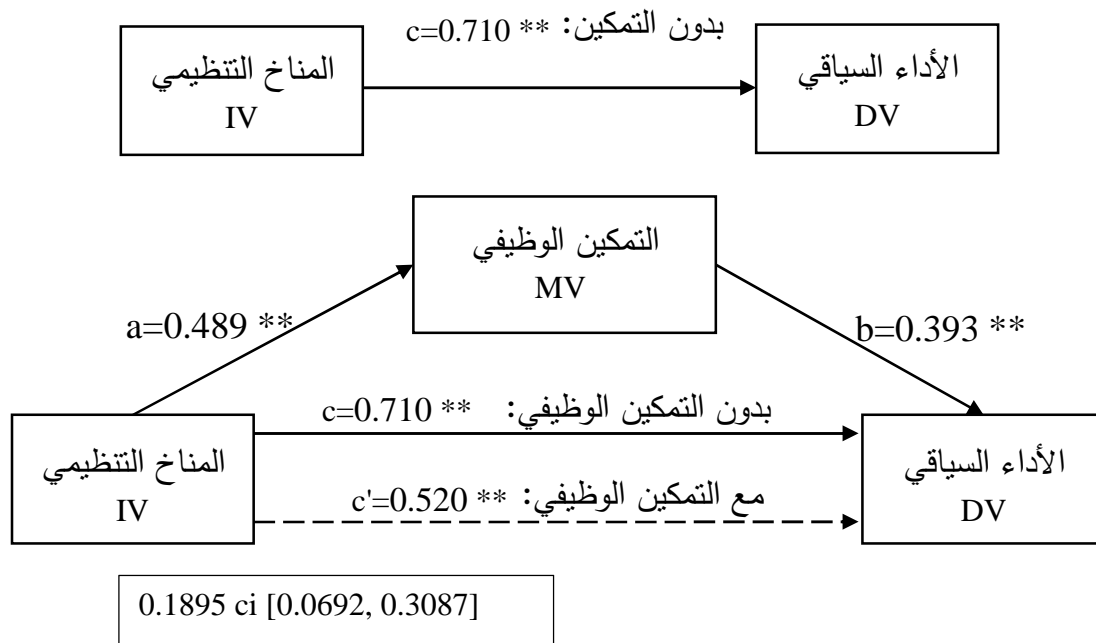 بدون التمكين: c=0.710 **
المناخ التنظيمي
IV
الأداء السياقي
DV
التمكين الوظيفي
MV
a=0.489 **
b=0.393 **
بدون التمكين الوظيفي: c=0.710 **
المناخ التنظيمي
IV
مع التمكين الوظيفي: c'=0.520 **
الأداء السياقي
DV
0.1895 ci [0.0692, 0.3087]